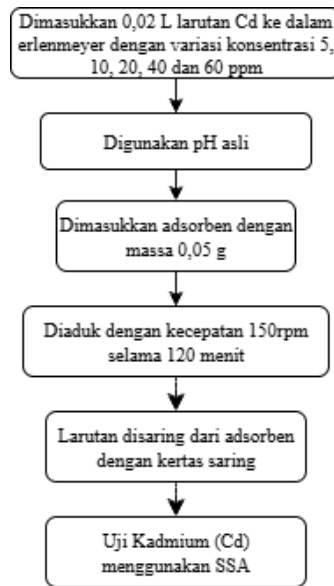 Dimasukkan 0,02 L larutan Cd ke dalam
erlenmeyer dengan variasi konsentrasi 5,
10, 20, 40 dan 60 ppm
Digunakan pH asli
Dimasukkan adsorben dengan
massa 0,05 g
Diaduk dengan kecepatan 150rpm
selama 120 menit
Larutan disaring dari adsorben
dengan kertas saring
Uji Kadmium (Cd)
menggunakan SSA